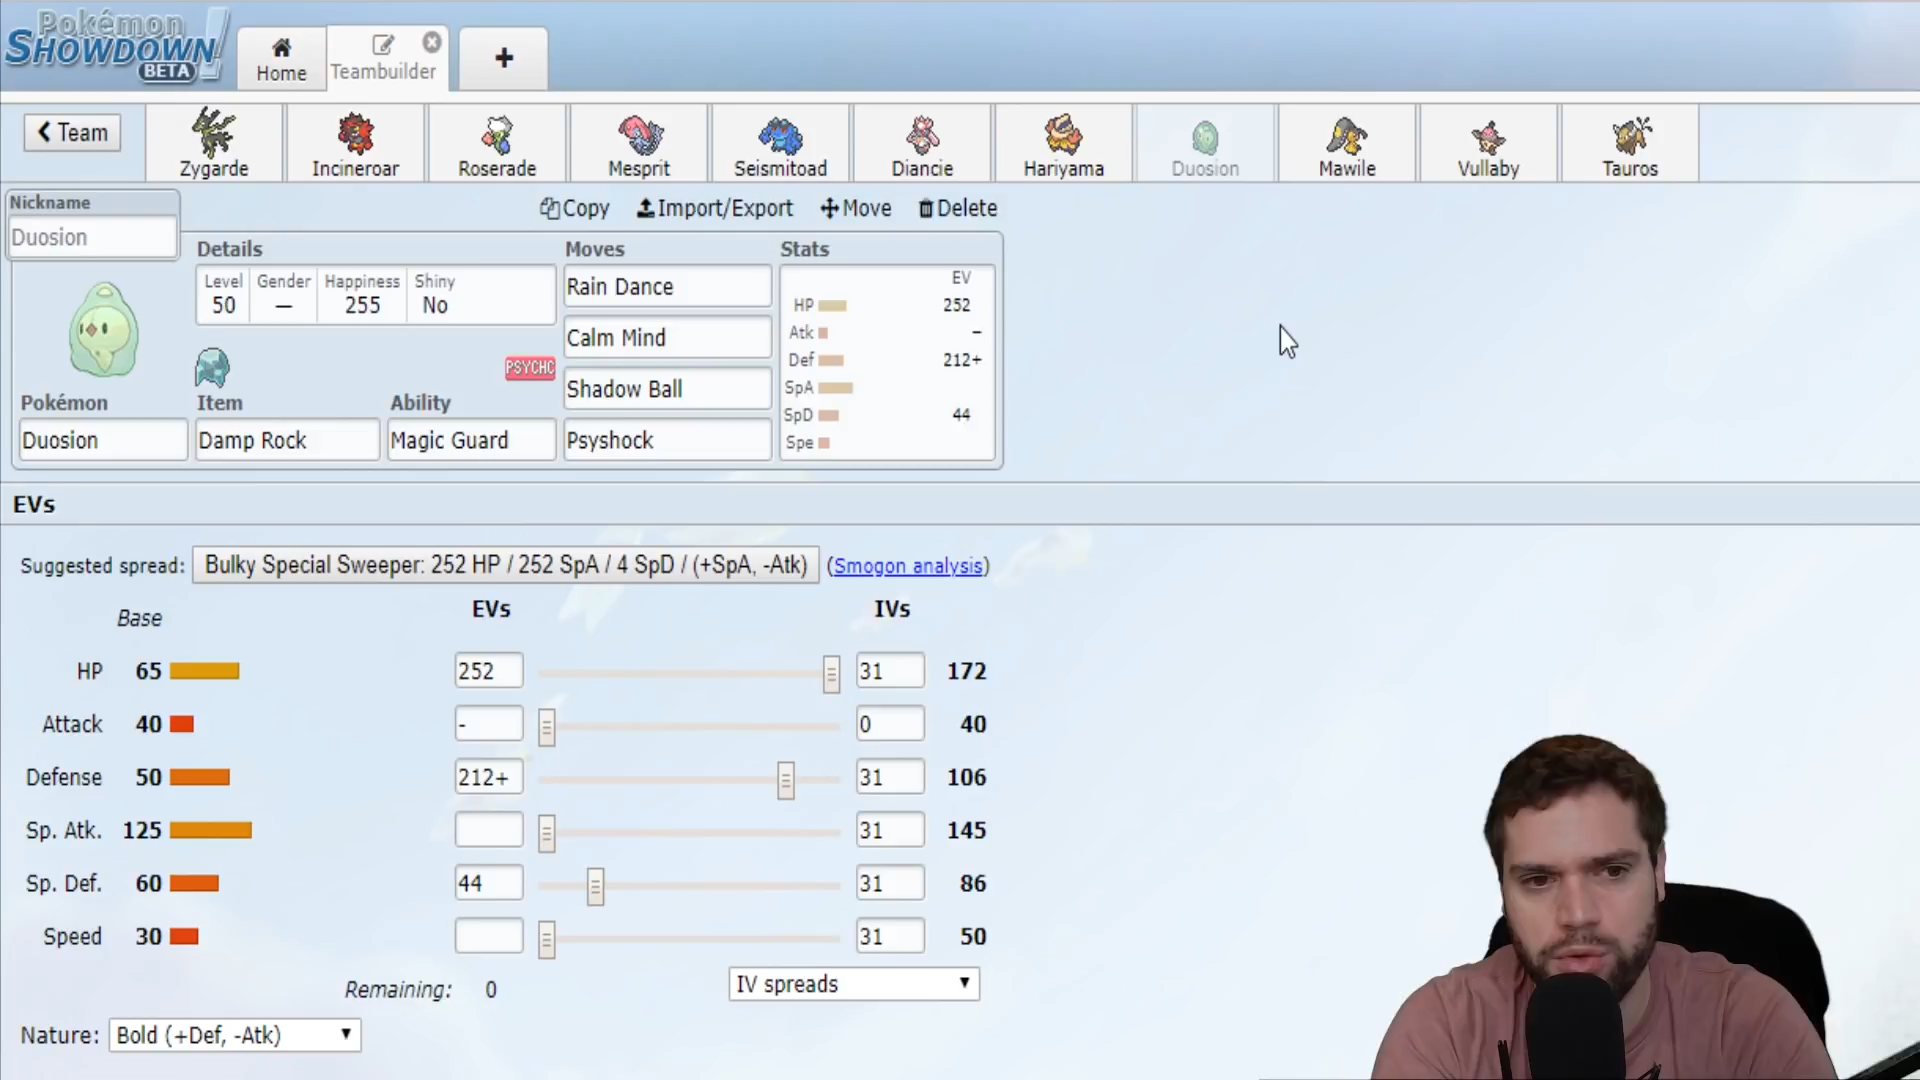 Pokémon
SHOWDOWN!
BETA
Home
Teambuilder
+
Team
Zygarde
Incineroar
Roserade
Mesprit
Seismitoad
Diancie
Hariyama
Duosion
Mawile
Vullaby
Tauros
Nickname
Duosion
Copy
Import/Export
Move
Delete
Details
Moves
Stats
Level
Gender
Happiness
Shiny
50
—
255
No
PSYCHC
Pokémon
Item
Ability
Duosion
Damp Rock
Magic Guard
Rain Dance
Calm Mind
Shadow Ball
Psyshock
EV
HP 252
Atk –
Def 212+
SpA
SpD 44
Spe
EVs
Suggested spread: Bulky Special Sweeper: 252 HP / 252 SpA / 4 SpD / (+SpA, -Atk) (Smogon analysis)
Base EVs IVs
HP 65 252 31 172
Attack 40 - 0 40
Defense 50 212+ 31 106
Sp. Atk. 125 31 145
Sp. Def. 60 44 31 86
Speed 30 31 50
Remaining: 0 IV spreads
Nature: Bold (+Def, -Atk)